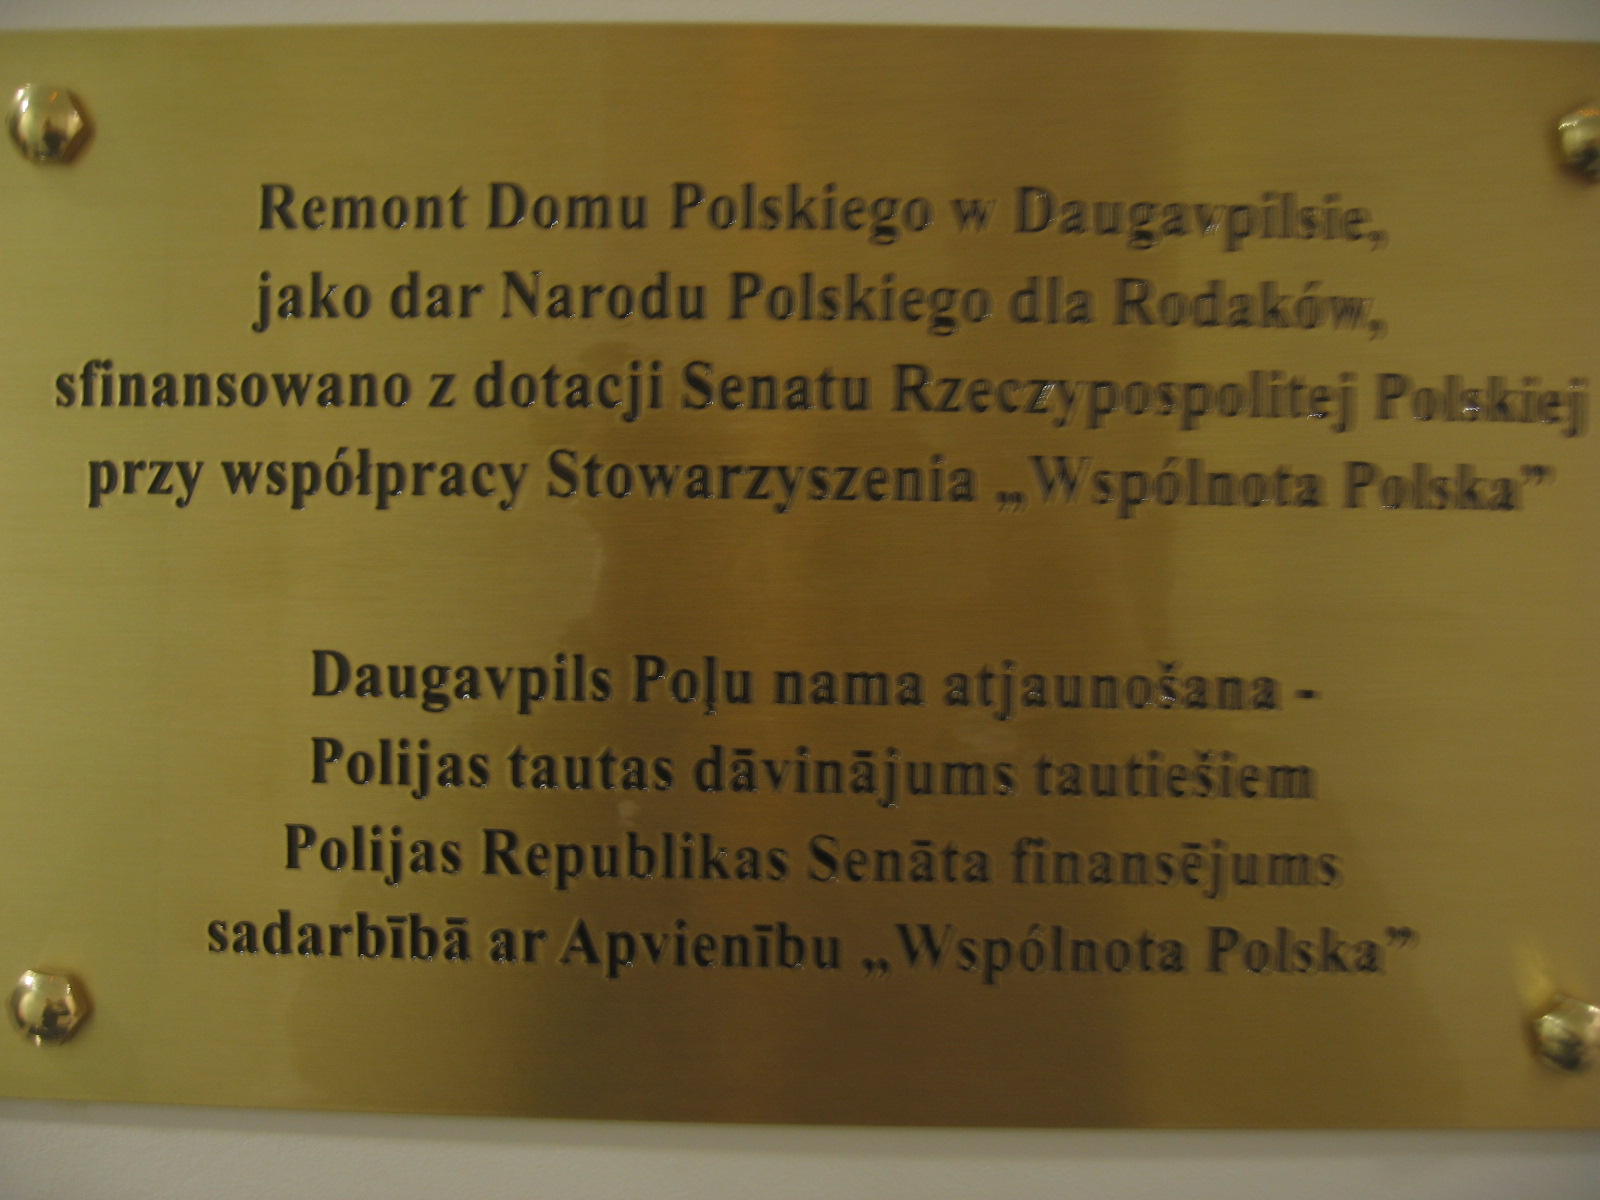 Remont Domu Polskiego w Daugavpilsie,
jako dar Narodu Polskiego dla Rodaków,
sfinansowano z dotacji Senatu Rzeczypospolitej Polskiej
przy współpracy Stowarzyszenia „Wspólnota Polska”
Daugavpils Poļu nama atjaunošana -
Polijas tautas dāvinājums tautiešiem
Polijas Republikas Senāta finansējums
sadarbībā ar Apvienību „Wspólnota Polska”